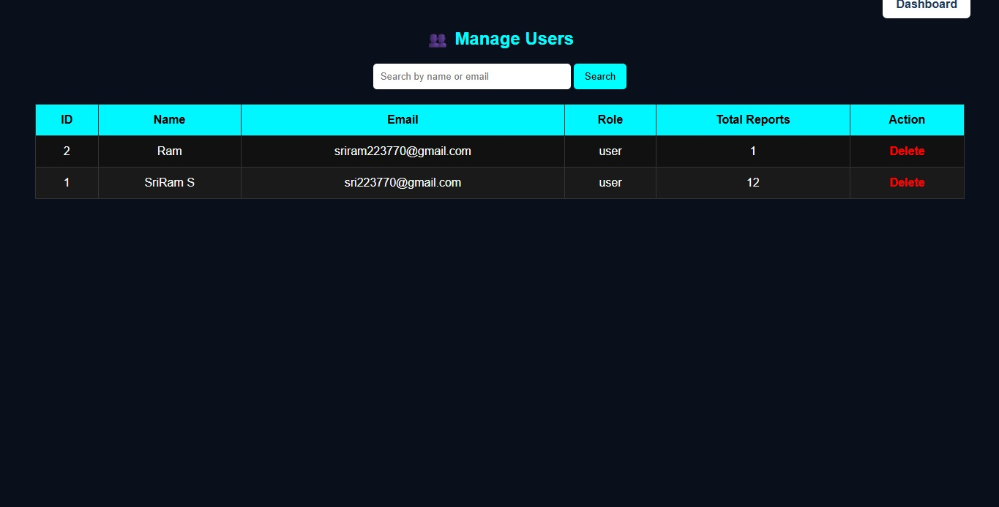 Dashboard
Manage Users
Search by name or email Search
ID Name Email Role Total Reports Action
2 Ram sriram223770@gmail.com user 1 Delete
1 SriRam S sri223770@gmail.com user 12 Delete